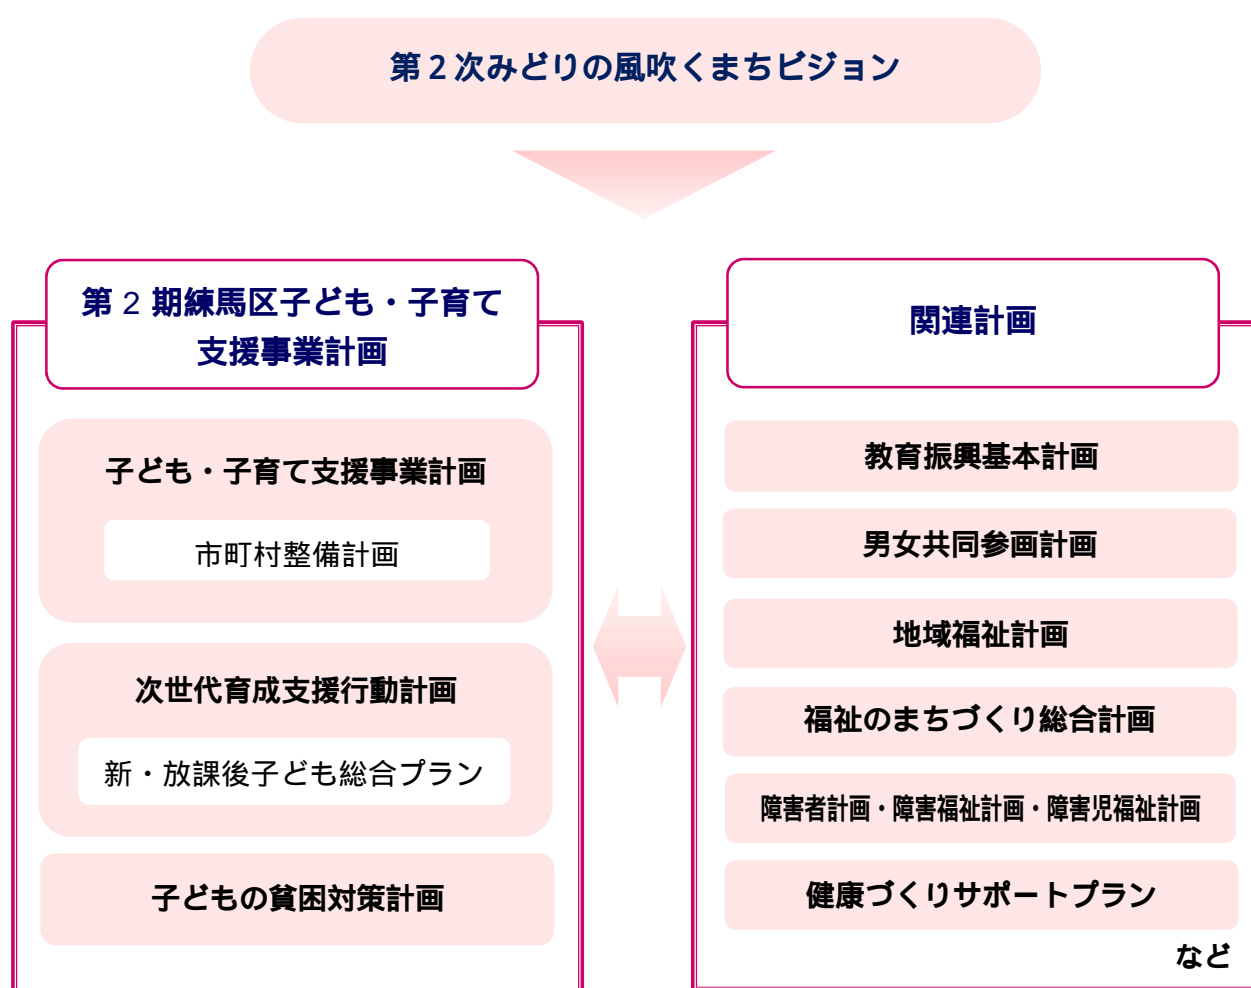 第2次みどりの風吹くまちビジョン
第2期練馬区子ども・子育て
支援事業計画
子ども・子育て支援事業計画
市町村整備計画
次世代育成支援行動計画
新・放課後子ども総合プラン
子どもの貧困対策計画
関連計画
教育振興基本計画
男女共同参画計画
地域福祉計画
福祉のまちづくり総合計画
障害者計画・障害福祉計画・障害児福祉計画
健康づくりサポートプラン
など